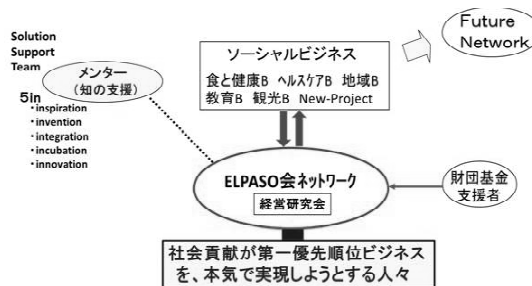 Solution
Support
Team
メンター
(知の支援)
5in
・inspiration
・invention
・integration
・incubation
・innovation
ソーシャルビジネス
食と健康B ヘルスケアB 地域B
教育B 観光B New-Project
Future
Network
ELPASO会ネットワーク
経営研究会
財団基金
支援者
社会貢献が第一優先順位ビジネス
を、本気で実現しようとする人々